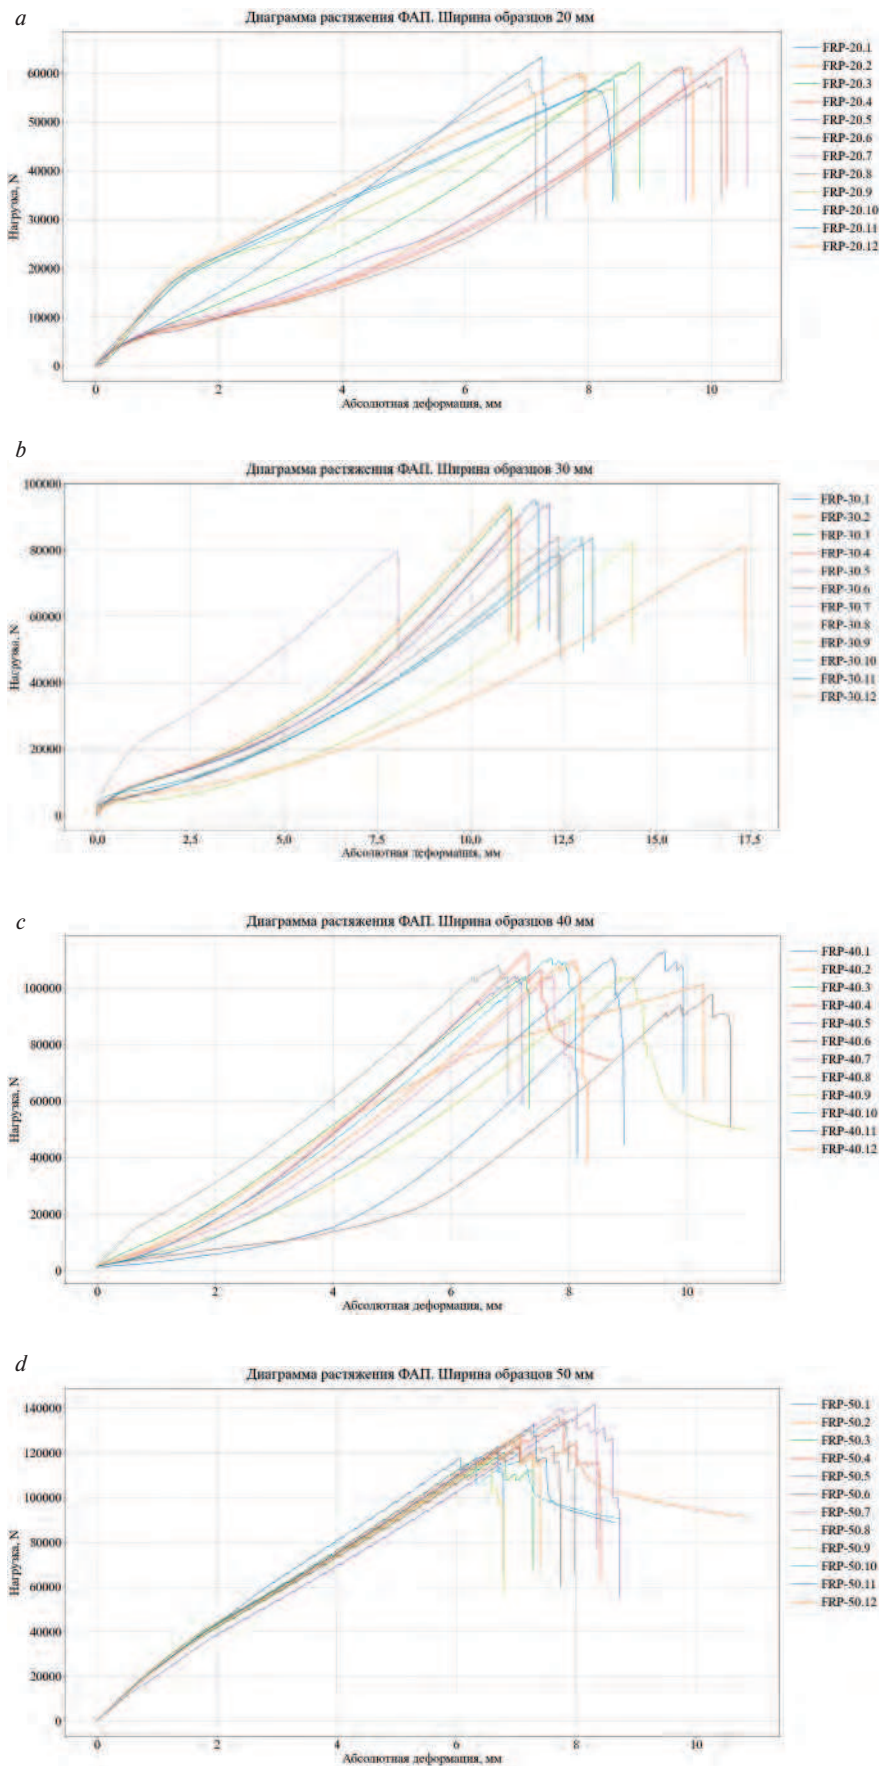 a
Диаграмма растяжения ФАП. Ширина образцов 20 мм
Нагрузка, N
60000
50000
40000
30000
20000
10000
0
0 2 4 6 8 10
Абсолютная деформация, мм
FRP-20.1
FRP-20.2
FRP-20.3
FRP-20.4
FRP-20.5
FRP-20.6
FRP-20.7
FRP-20.8
FRP-20.9
FRP-20.10
FRP-20.11
FRP-20.12
b
Диаграмма растяжения ФАП. Ширина образцов 30 мм
Нагрузка, N
100000
80000
60000
40000
20000
0
0,0 2,5 5,0 7,5 10,0 12,5 15,0 17,5
Абсолютная деформация, мм
FRP-30.1
FRP-30.2
FRP-30.3
FRP-30.4
FRP-30.5
FRP-30.6
FRP-30.7
FRP-30.8
FRP-30.9
FRP-30.10
FRP-30.11
FRP-30.12
c
Диаграмма растяжения ФАП. Ширина образцов 40 мм
Нагрузка, N
100000
80000
60000
40000
20000
0
0 2 4 6 8 10
Абсолютная деформация, мм
FRP-40.1
FRP-40.2
FRP-40.3
FRP-40.4
FRP-40.5
FRP-40.6
FRP-40.7
FRP-40.8
FRP-40.9
FRP-40.10
FRP-40.11
FRP-40.12
d
Диаграмма растяжения ФАП. Ширина образцов 50 мм
Нагрузка, N
140000
120000
100000
80000
60000
40000
20000
0
0 2 4 6 8 10
Абсолютная деформация, мм
FRP-50.1
FRP-50.2
FRP-50.3
FRP-50.4
FRP-50.5
FRP-50.6
FRP-50.7
FRP-50.8
FRP-50.9
FRP-50.10
FRP-50.11
FRP-50.12